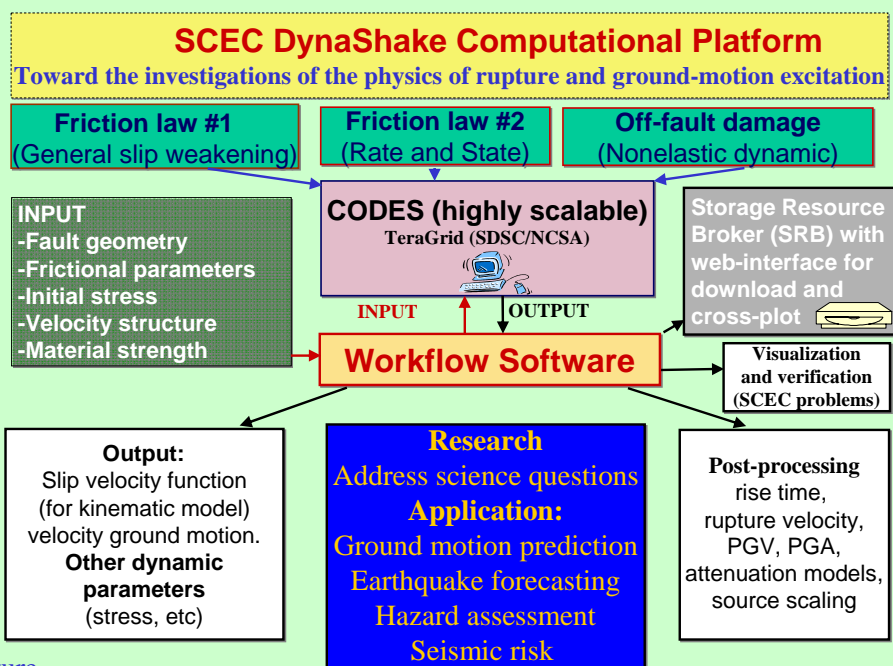 SCEC DynaShake Computational Platform
Toward the investigations of the physics of rupture and ground-motion excitation
Friction law #1
(General slip weakening)
Friction law #2
(Rate and State)
Off-fault damage
(Nonelastic dynamic)
CODES (highly scalable)
TeraGrid (SDSC/NCSA)
INPUT
-Fault geometry
-Frictional parameters
-Initial stress
-Velocity structure
-Material strength
Storage Resource
Broker (SRB) with
web-interface for
download and
cross-plot
INPUT
OUTPUT
Workflow Software
Visualization
and verification
(SCEC problems)
Output:
Slip velocity function
(for kinematic model)
velocity ground motion.
Other dynamic
parameters
(stress, etc)
Research
Address science questions
Application:
Ground motion prediction
Earthquake forecasting
Hazard assessment
Seismic risk
Post-processing
rise time,
rupture velocity,
PGV, PGA,
attenuation models,
source scaling